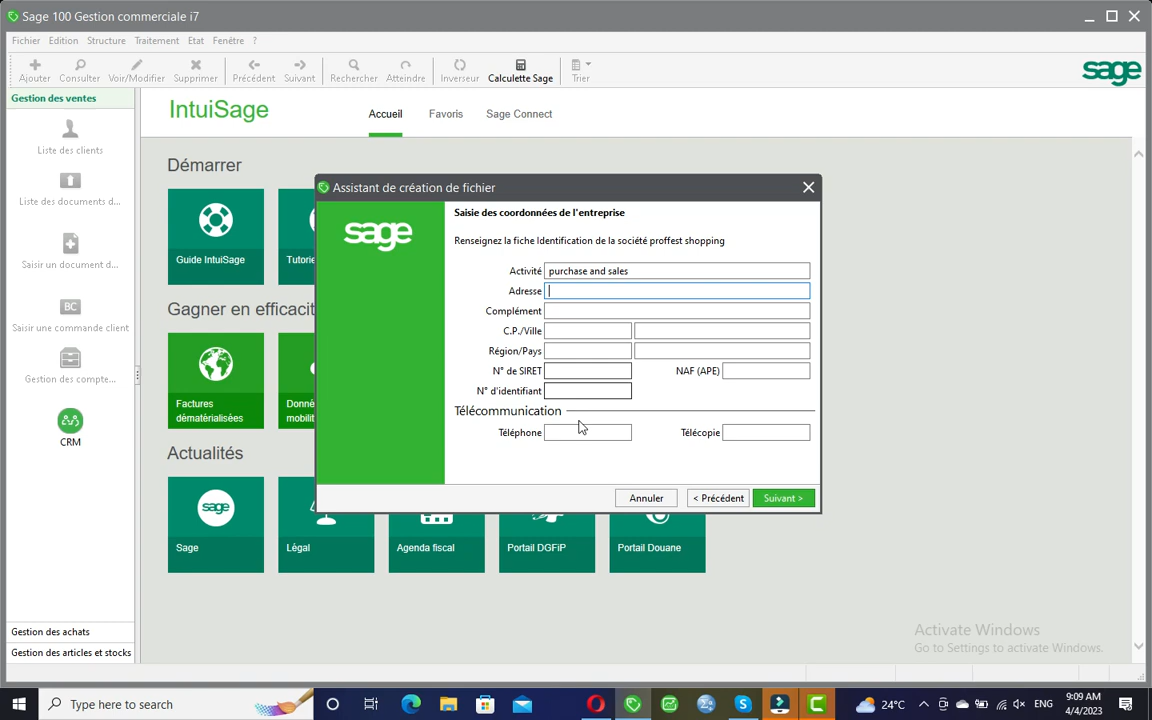 Sage 100 Gestion commerciale i7
Fichier Edition Structure Traitement Etat Fenêtre ?
Ajouter Consulter Voir/Modifier Supprimer Précédent Suivant Rechercher Atteindre Inverseur Calculette Sage Trier
sage
Gestion des ventes
Liste des clients
Liste des documents d...
Saisir un document d...
BC
Saisir une commande client
Gestion des compte...
CRM
Gestion des achats
Gestion des articles et stocks
IntuiSage Accueil Favoris Sage Connect
Démarrer
Guide IntuiSage
Tutorie
Gagner en efficacit
Factures
dématérialisées
Donné
mobilit
Actualités
sage
Sage
Légal
Agenda fiscal
Portail DGFiP
Portail Douane
Assistant de création de fichier
sage
Saisie des coordonnées de l'entreprise
Renseignez la fiche Identification de la société proffest shopping
Activité purchase and sales
Adresse
Complément
C.P./Ville
Région/Pays
N° de SIRET NAF (APE)
N° d'identifiant
Télécommunication
Téléphone Télécopie
Annuler < Précédent Suivant >
Activate Windows
Go to Settings to activate Windows.
Type here to search
24°C ENG
9:09 AM
4/4/2023